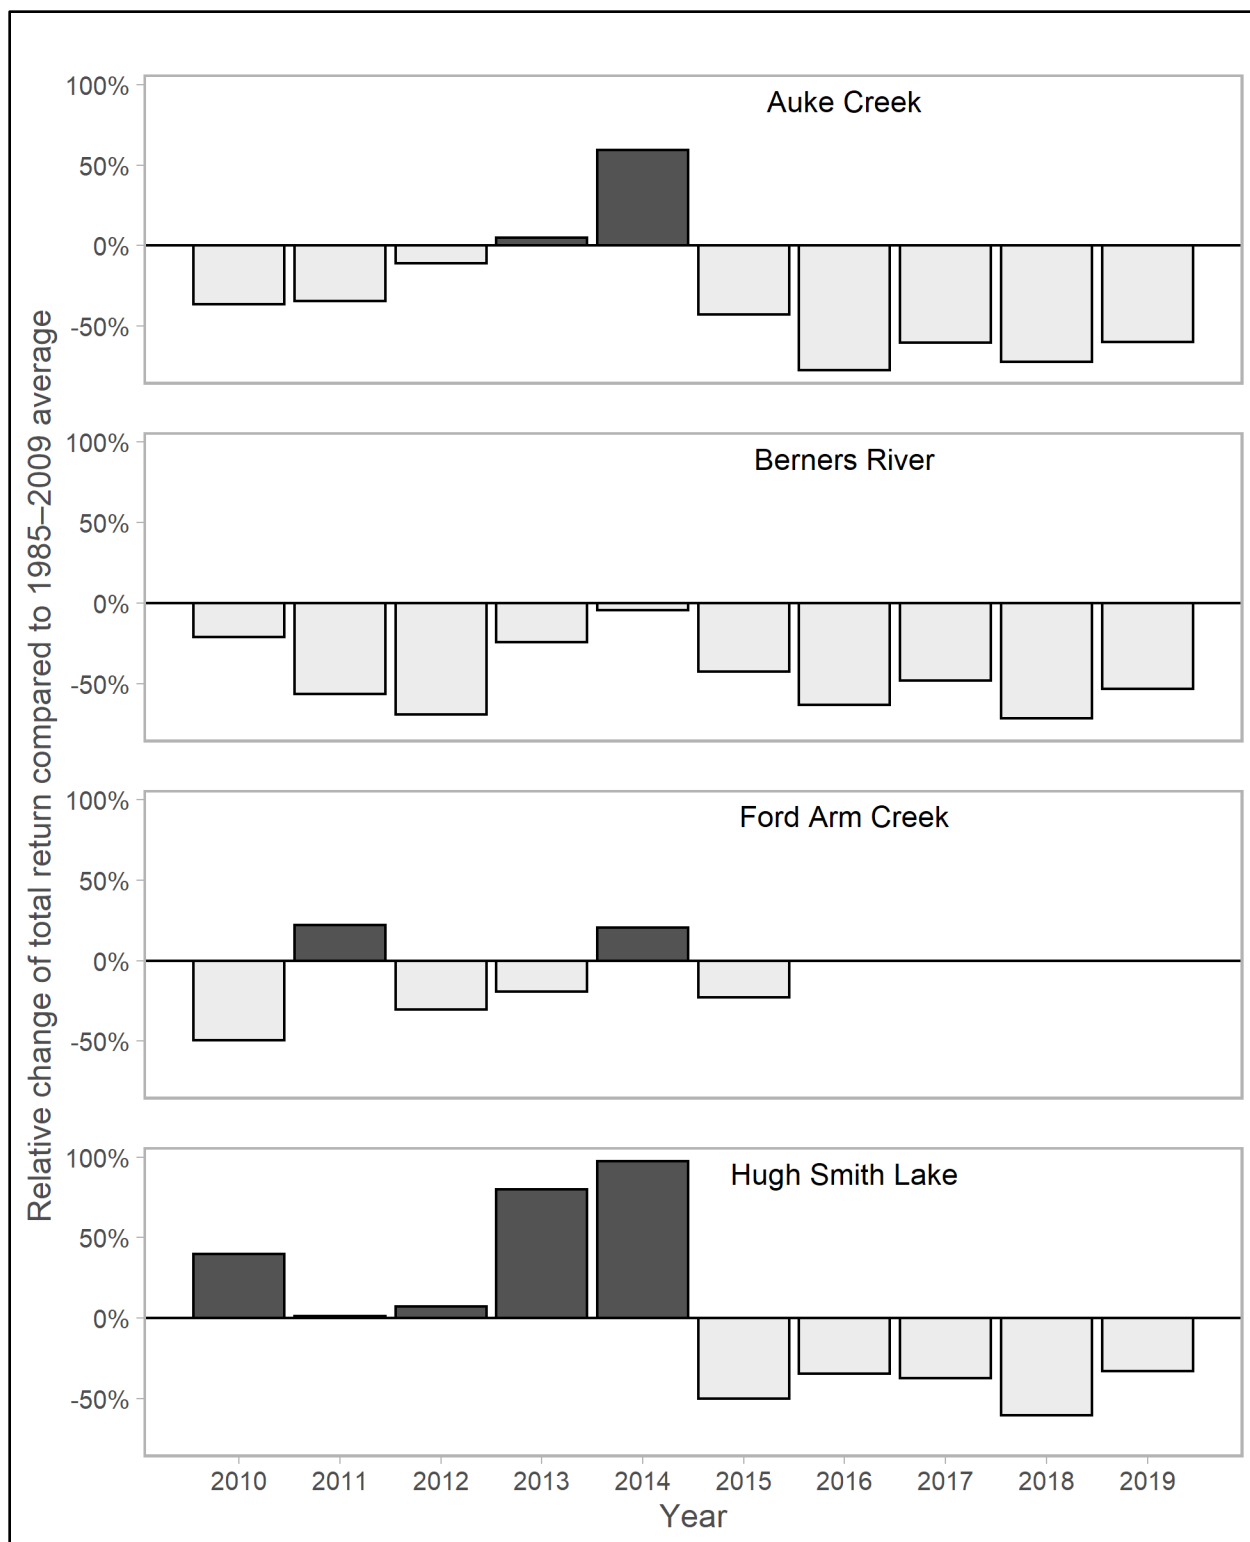 Relative change of total return compared to 1985–2009 average
Auke Creek
100%
50%
0%
-50%
Berners River
100%
50%
0%
-50%
Ford Arm Creek
100%
50%
0%
-50%
Hugh Smith Lake
100%
50%
0%
-50%
2010 2011 2012 2013 2014 2015 2016 2017 2018 2019
Year